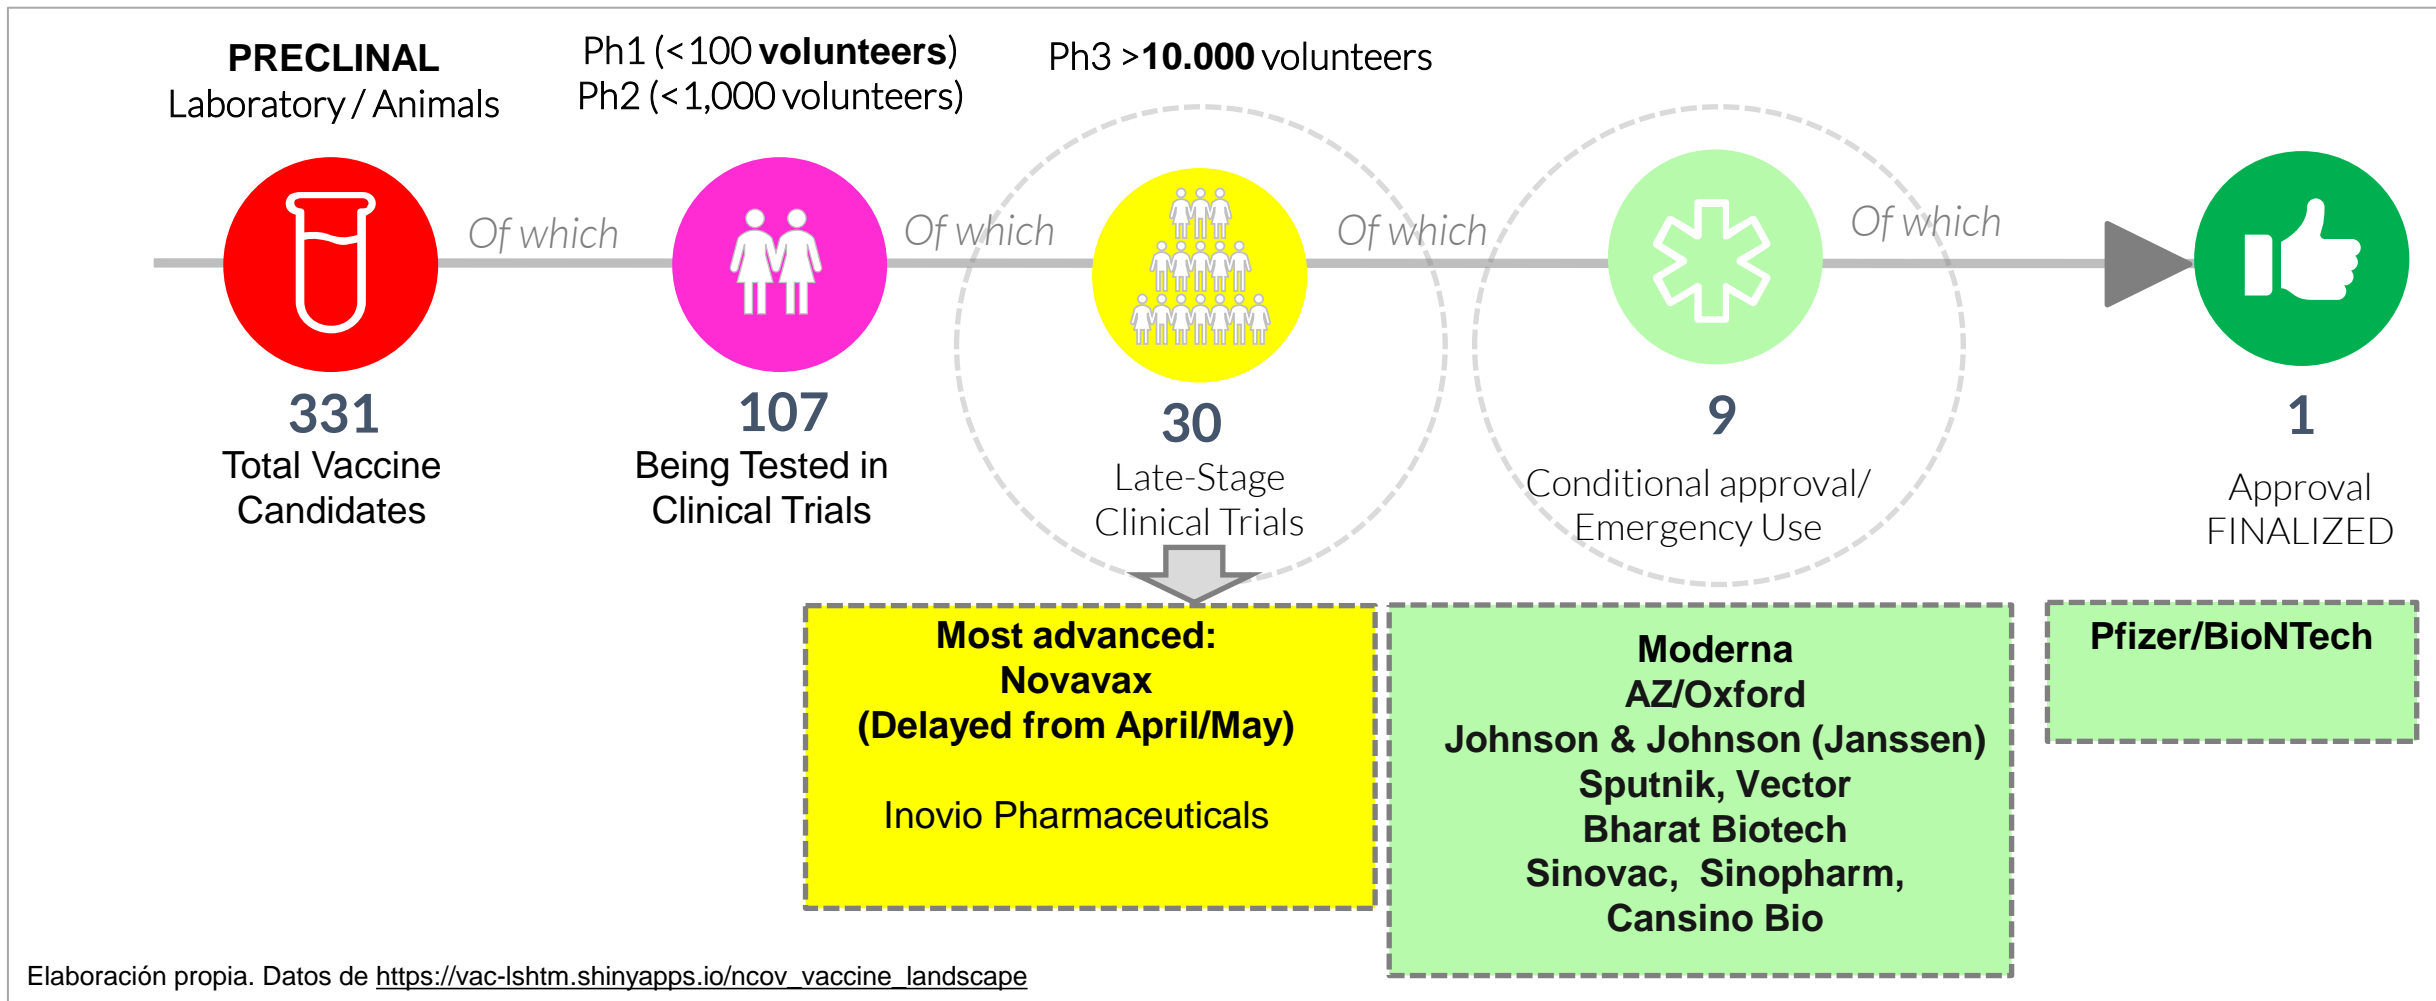 PRECLINAL
Laboratory / Animals
Ph1 (<100 volunteers)
Ph2 (<1,000 volunteers)
Ph3 >10.000 volunteers
Of which
Of which
Of which
Of which
331
Total Vaccine
Candidates
107
Being Tested in
Clinical Trials
30
Late-Stage
Clinical Trials
9
Conditional approval/
Emergency Use
1
Approval
FINALIZED
Most advanced:
Novavax
(Delayed from April/May)
Inovio Pharmaceuticals
Moderna
AZ/Oxford
Johnson & Johnson (Janssen)
Sputnik, Vector
Bharat Biotech
Sinovac, Sinopharm,
Cansino Bio
Pfizer/BioNTech
Elaboración propia. Datos de https://vac-lshtm.shinyapps.io/ncov_vaccine_landscape